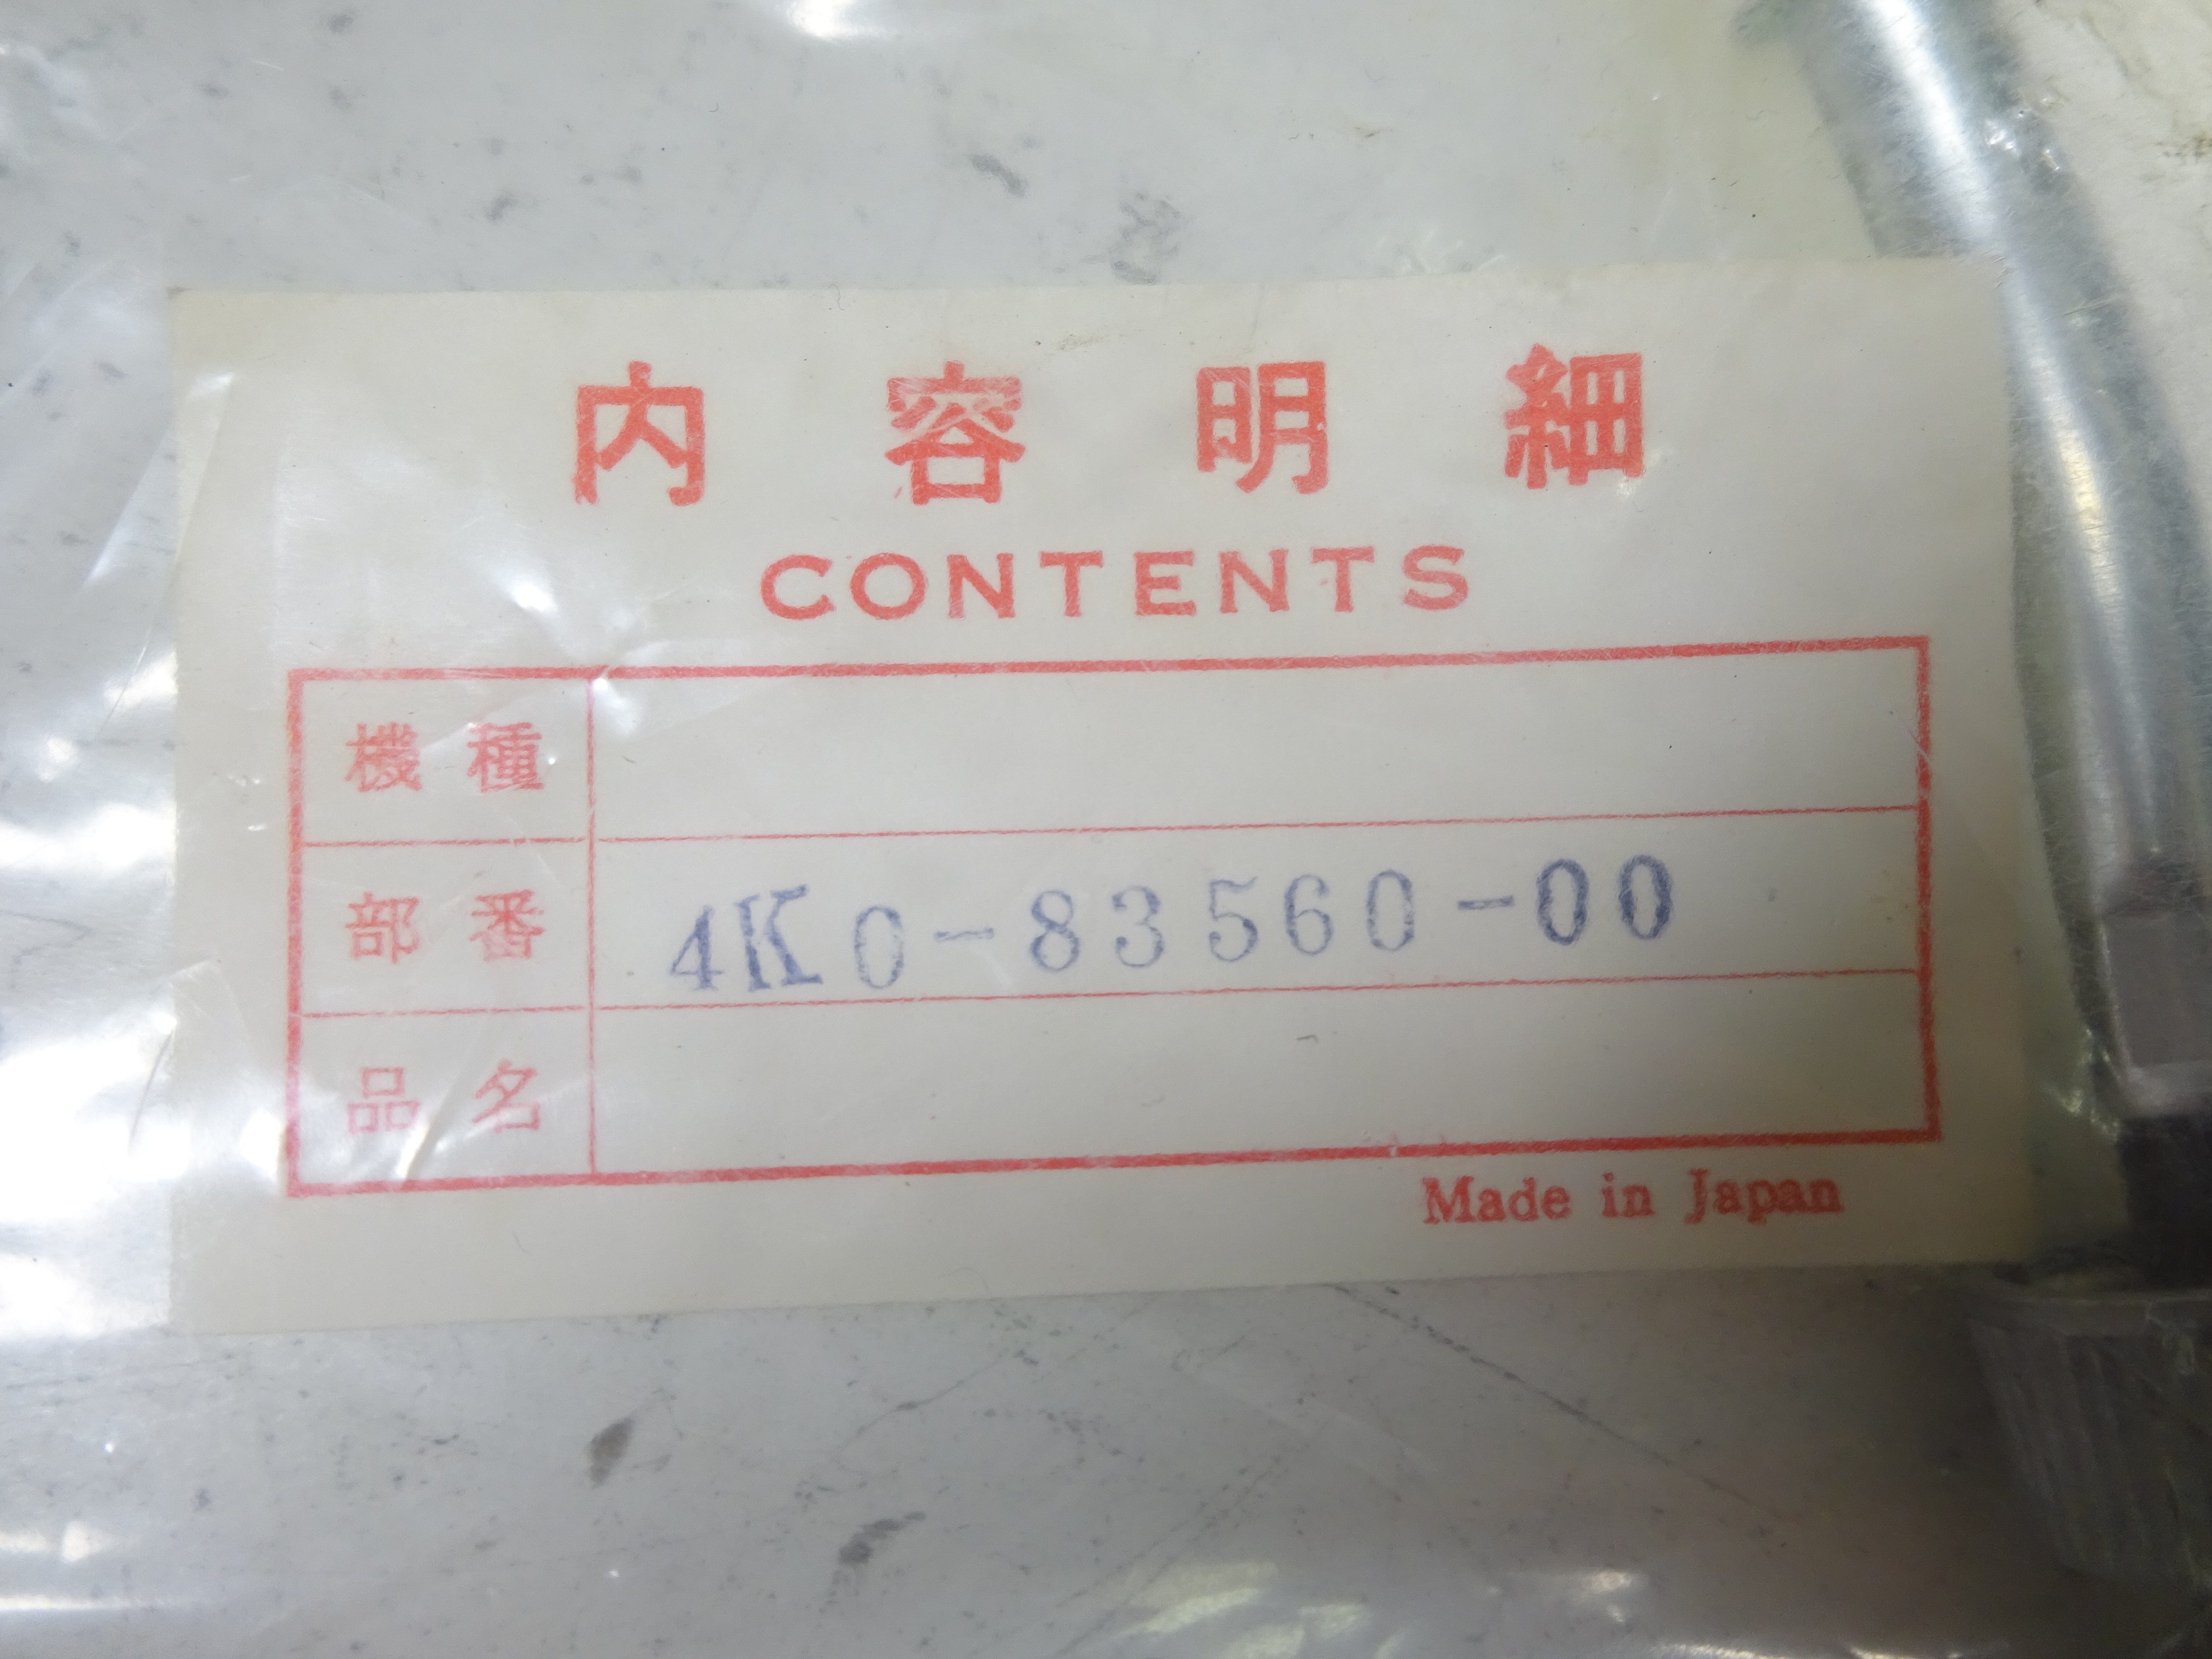 内容明細
CONTENTS
機種
部番 4K0-83560-00
品名
Made in Japan